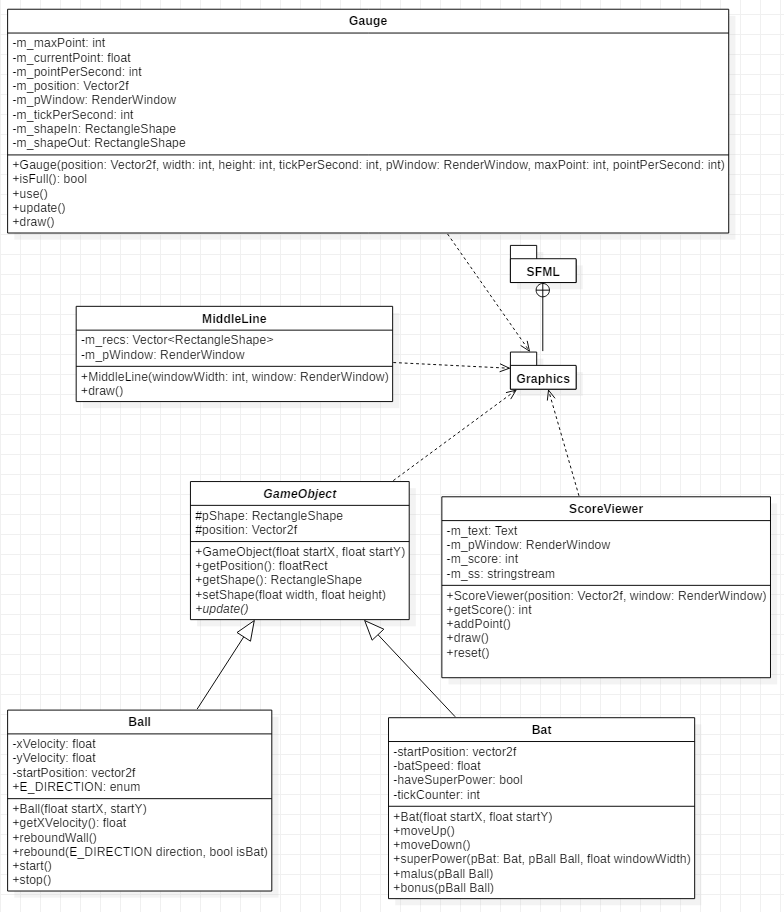 Gauge
-m_maxPoint: int
-m_currentPoint: float
-m_pointPerSecond: int
-m_position: Vector2f
-m_pWindow: RenderWindow
-m_tickPerSecond: int
-m_shapeIn: RectangleShape
-m_shapeOut: RectangleShape
+Gauge(position: Vector2f, width: int, height: int, tickPerSecond: int, pWindow: RenderWindow, maxPoint: int, pointPerSecond: int)
+isFull(): bool
+use()
+update()
+draw()
SFML
MiddleLine
-m_recs: Vector<RectangleShape>
-m_pWindow: RenderWindow
+MiddleLine(windowWidth: int, window: RenderWindow)
+draw()
Graphics
GameObject
#pShape: RectangleShape
#position: Vector2f
+GameObject(float startX, float startY)
+getPosition(): floatRect
+getShape(): RectangleShape
+setShape(float width, float height)
+update()
ScoreViewer
-m_text: Text
-m_pWindow: RenderWindow
-m_score: int
-m_ss: stringstream
+ScoreViewer(position: Vector2f, window: RenderWindow)
+getScore(): int
+addPoint()
+draw()
+reset()
Ball
-xVelocity: float
-yVelocity: float
-startPosition: vector2f
+E_DIRECTION: enum
+Ball(float startX, startY)
+getXVelocity(): float
+reboundWall()
+rebound(E_DIRECTION direction, bool isBat)
+start()
+stop()
Bat
-startPosition: vector2f
-batSpeed: float
-haveSuperPower: bool
-tickCounter: int
+Bat(float startX, float startY)
+moveUp()
+moveDown()
+superPower(pBat: Bat, pBall Ball, float windowWidth)
+malus(pBall Ball)
+bonus(pBall Ball)